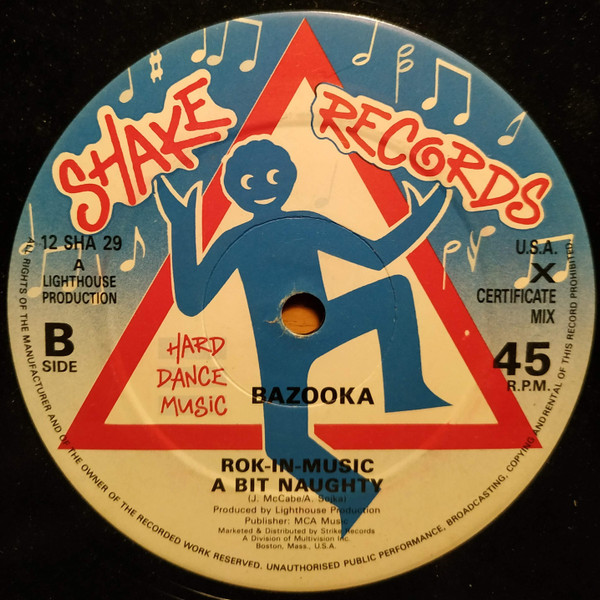 SHAKE RECORDS
12 SHA 29
A
LIGHTHOUSE
PRODUCTION
U.S.A.
X
CERTIFICATE
MIX
B
SIDE
45
R.P.M.
HARD
DANCE
MUSIC
BAZOOKA
ROK-IN-MUSIC
A BIT NAUGHTY
(J. McCabe/A. Sojka)
Produced by Lighthouse Production
Publisher: MCA Music
Marketed & Distributed by Strike Records
A Division of Multivision Inc.
Boston, Mass., U.S.A.
ALL RIGHTS OF THE MANUFACTURER AND OF THE OWNER OF THE RECORDED WORK RESERVED. UNAUTHORISED PUBLIC PERFORMANCE, BROADCASTING, COPYING AND RENTAL OF THIS RECORD PROHIBITED.